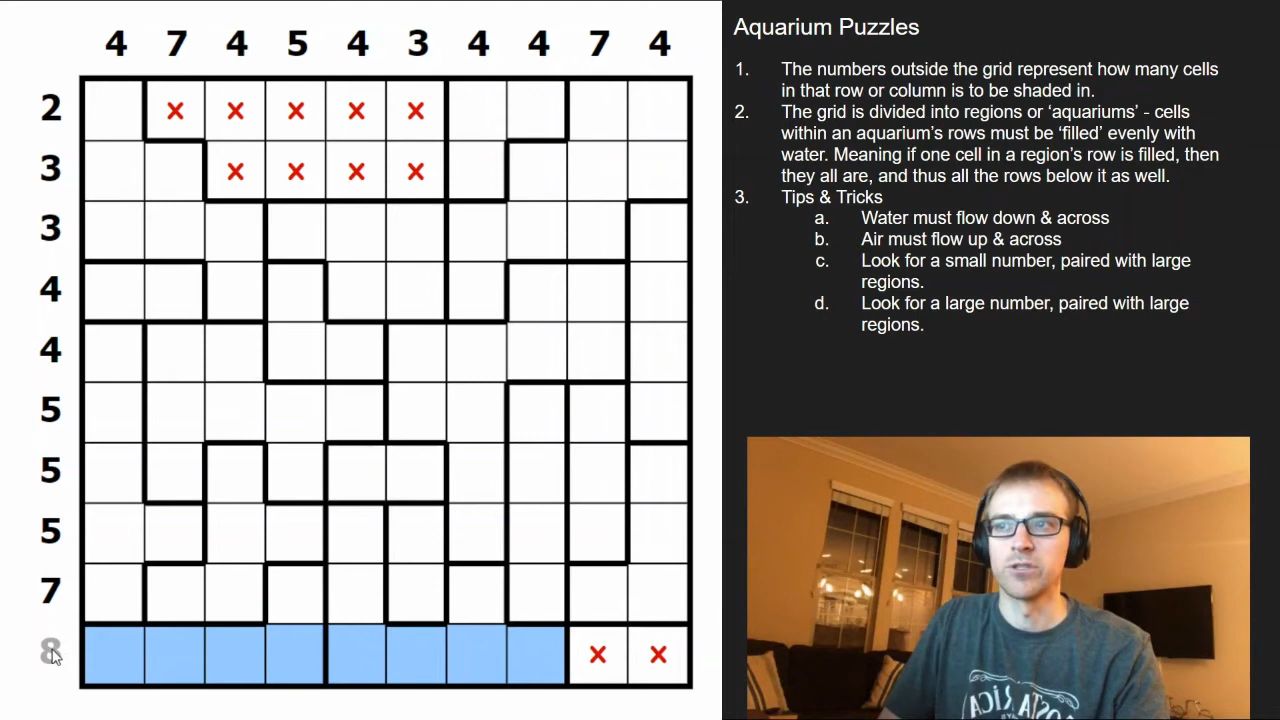 Aquarium Puzzles
4 7 4 5 4 3 4 4 7 4
1. The numbers outside the grid represent how many cells
in that row or column is to be shaded in.
2. The grid is divided into regions or 'aquariums' - cells
within an aquarium's rows must be 'filled' evenly with
water. Meaning if one cell in a region's row is filled, then
they all are, and thus all the rows below it as well.
3. Tips & Tricks
a. Water must flow down & across
b. Air must flow up & across
c. Look for a small number, paired with large
regions.
d. Look for a large number, paired with large
regions.
2
3
3
4
4
5
5
5
7
8